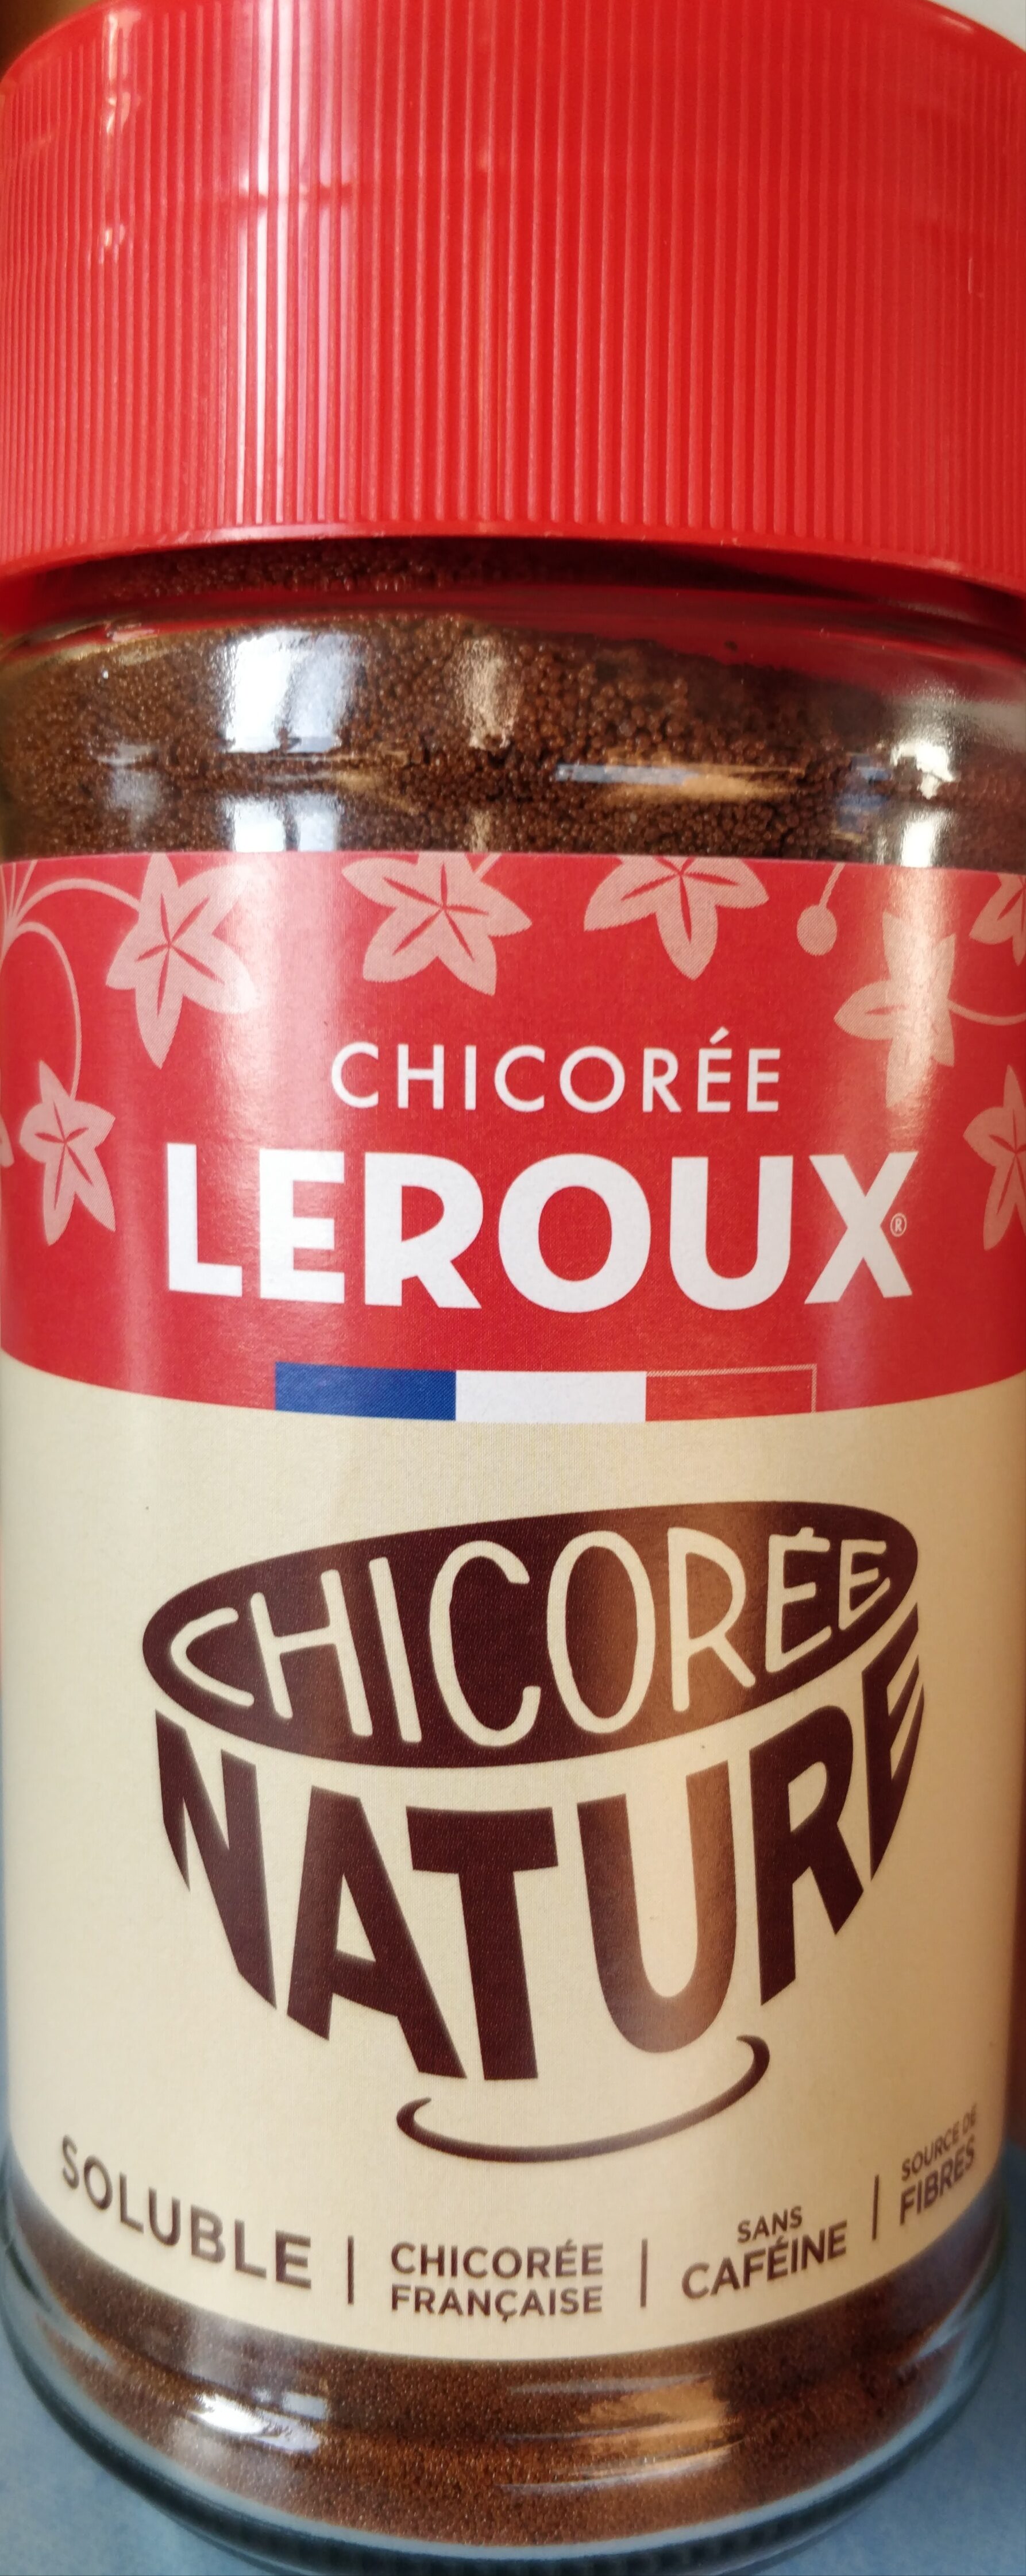 CHICORÉE
LEROUX®
CHICORÉE
NATURE
SOLUBLE
CHICORÉE
FRANÇAISE
SANS
CAFÉINE
SOURCE DE
FIBRES